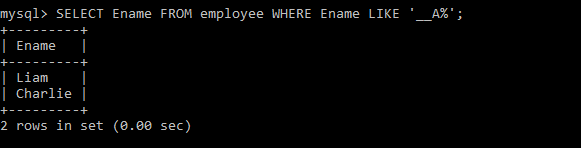 mysql> SELECT Ename FROM employee WHERE Ename LIKE '__A%';
+---------+
| Ename   |
+---------+
| Liam    |
| Charlie |
+---------+
2 rows in set (0.00 sec)